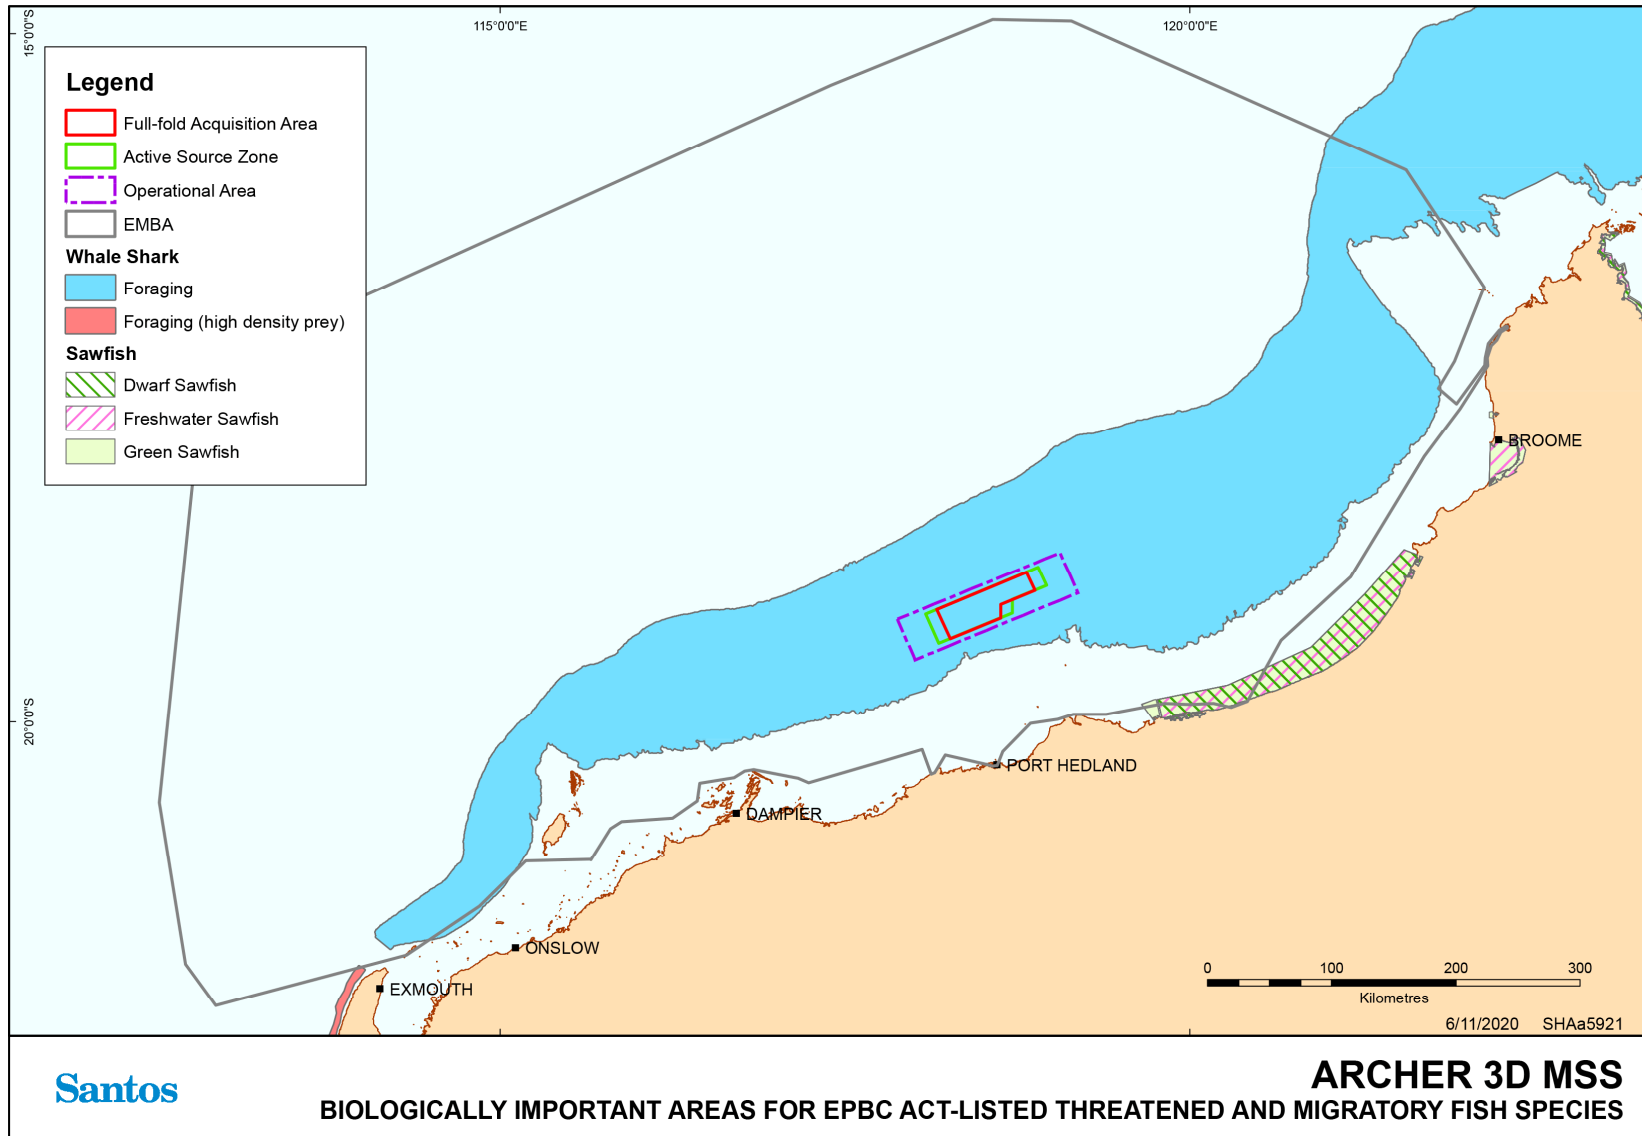 115°0'0"E
120°0'0"E
15°0'0"S
Legend
Full-fold Acquisition Area
Active Source Zone
Operational Area
EMBA
Whale Shark
Foraging
Foraging (high density prey)
Sawfish
Dwarf Sawfish
Freshwater Sawfish
Green Sawfish
BROOME
20°0'0"S
PORT HEDLAND
DAMPIER
ONSLOW
EXMOUTH
0 100 200 300
Kilometres
6/11/2020 SHAa5921
Santos
ARCHER 3D MSS
BIOLOGICALLY IMPORTANT AREAS FOR EPBC ACT-LISTED THREATENED AND MIGRATORY FISH SPECIES